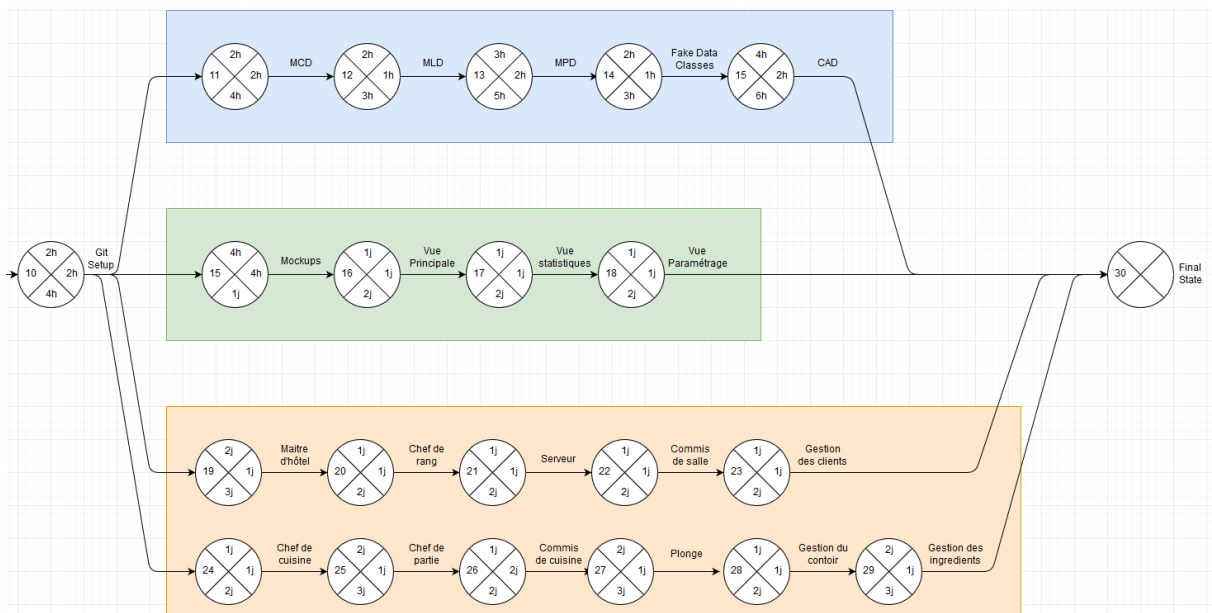 2h
11
2h
4h
MCD
2h
12
1h
3h
MLD
3h
13
2h
5h
MPD
2h
14
1h
3h
Fake Data
Classes
4h
15
2h
6h
CAD
2h
10
2h
4h
Git
Setup
4h
15
4h
1j
Mockups
1j
16
1j
2j
Vue
Principale
1j
17
1j
2j
Vue
statistiques
1j
18
1j
2j
Vue
Paramétrage
30
Final
State
2j
19
1j
3j
Maitre
d'hôtel
1j
20
1j
2j
Chef de
rang
1j
21
1j
2j
Serveur
1j
22
1j
2j
Commis
de salle
1j
23
1j
2j
Gestion
des clients
1j
24
1j
2j
Chef de
cuisine
2j
25
1j
3j
Chef de
partie
1j
26
2j
2j
Commis
de cuisine
2j
27
1j
3j
Plonge
1j
28
1j
2j
Gestion du
contoir
2j
29
1j
3j
Gestion des
ingredients